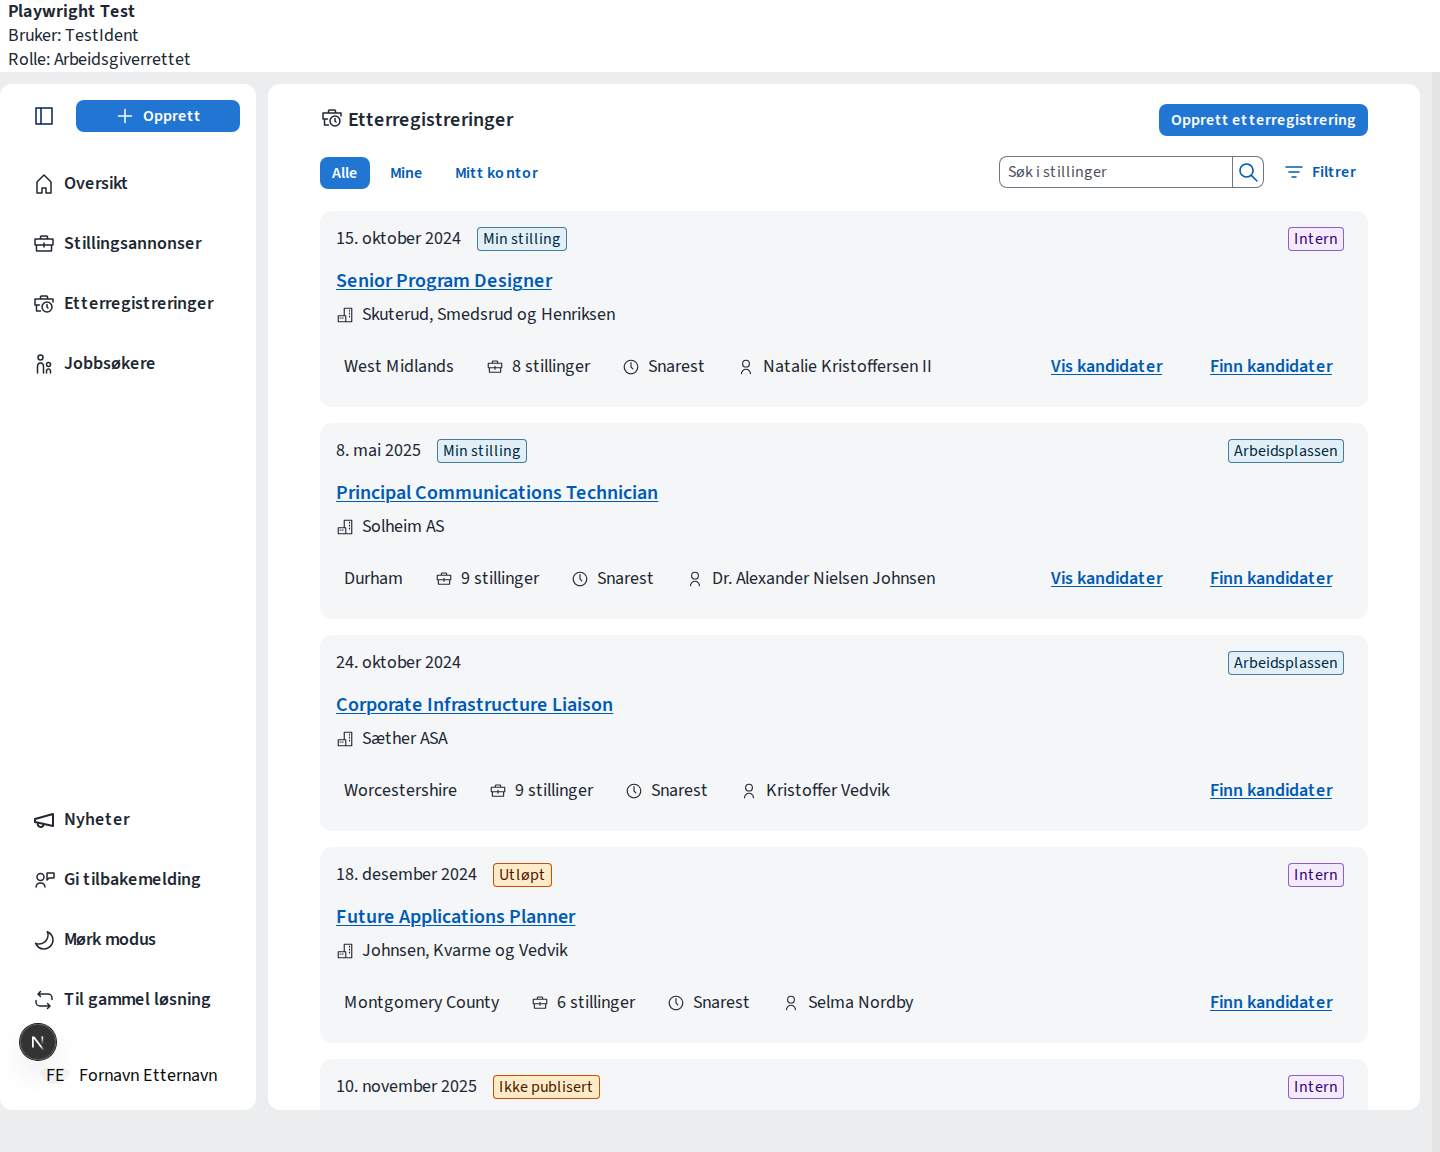 Playwright Test
Bruker: TestIdent
Rolle: Arbeidsgiverrettet
Opprett
Oversikt
Stillingsannonser
Etterregistreringer
Jobbsøkere
Nyheter
Gi tilbakemelding
Mørk modus
Til gammel løsning
N
FE Fornavn Etternavn
Etterregistreringer
Opprett etterregistrering
Alle Mine Mitt kontor
Søk i stillinger
Filtrer
15. oktober 2024 Min stilling Intern
Senior Program Designer
Skuterud, Smedsrud og Henriksen
West Midlands 8 stillinger Snarest Natalie Kristoffersen II Vis kandidater Finn kandidater
8. mai 2025 Min stilling Arbeidsplassen
Principal Communications Technician
Solheim AS
Durham 9 stillinger Snarest Dr. Alexander Nielsen Johnsen Vis kandidater Finn kandidater
24. oktober 2024 Arbeidsplassen
Corporate Infrastructure Liaison
Sæther ASA
Worcestershire 9 stillinger Snarest Kristoffer Vedvik Finn kandidater
18. desember 2024 Utløpt Intern
Future Applications Planner
Johnsen, Kvarme og Vedvik
Montgomery County 6 stillinger Snarest Selma Nordby Finn kandidater
10. november 2025 Ikke publisert Intern